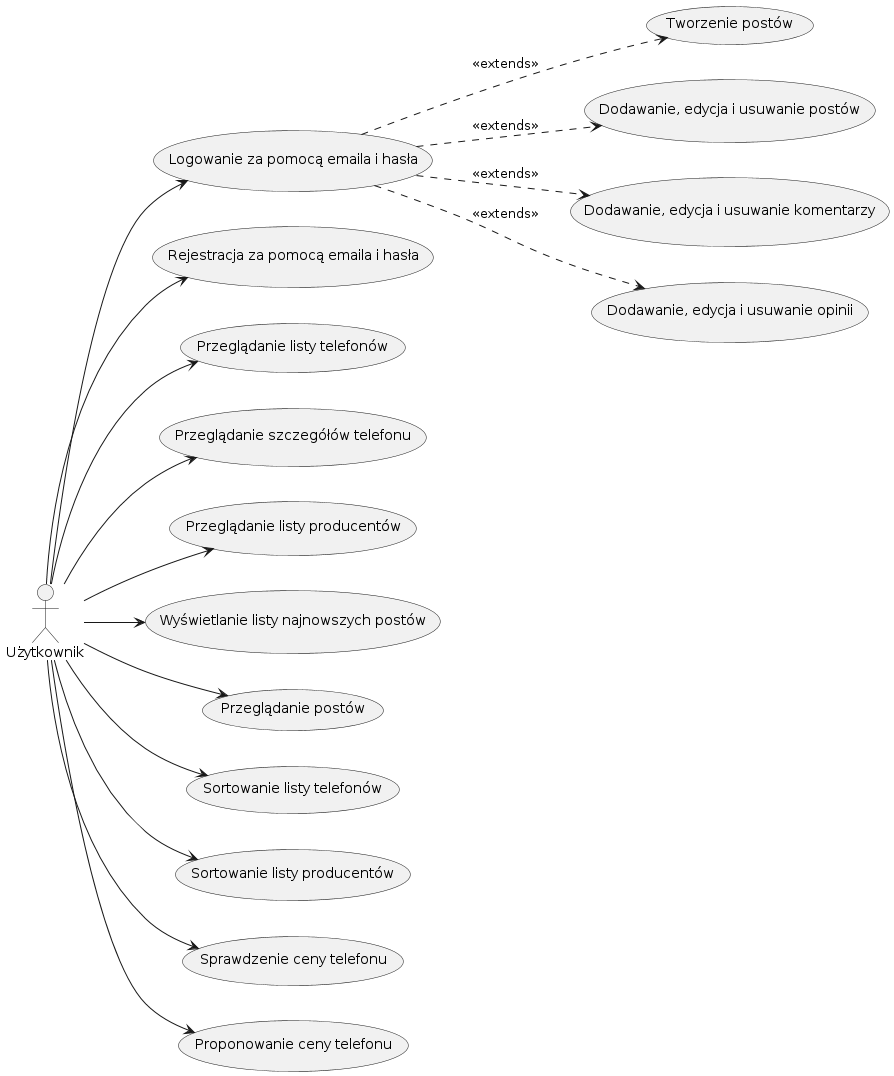 Tworzenie postów
«extends»
Dodawanie, edycja i usuwanie postów
«extends»
Logowanie za pomocą emaila i hasła
«extends»
Dodawanie, edycja i usuwanie komentarzy
«extends»
Rejestracja za pomocą emaila i hasła
Dodawanie, edycja i usuwanie opinii
Przeglądanie listy telefonów
Przeglądanie szczegółów telefonu
Przeglądanie listy producentów
Wyświetlanie listy najnowszych postów
Użytkownik
Przeglądanie postów
Sortowanie listy telefonów
Sortowanie listy producentów
Sprawdzenie ceny telefonu
Proponowanie ceny telefonu